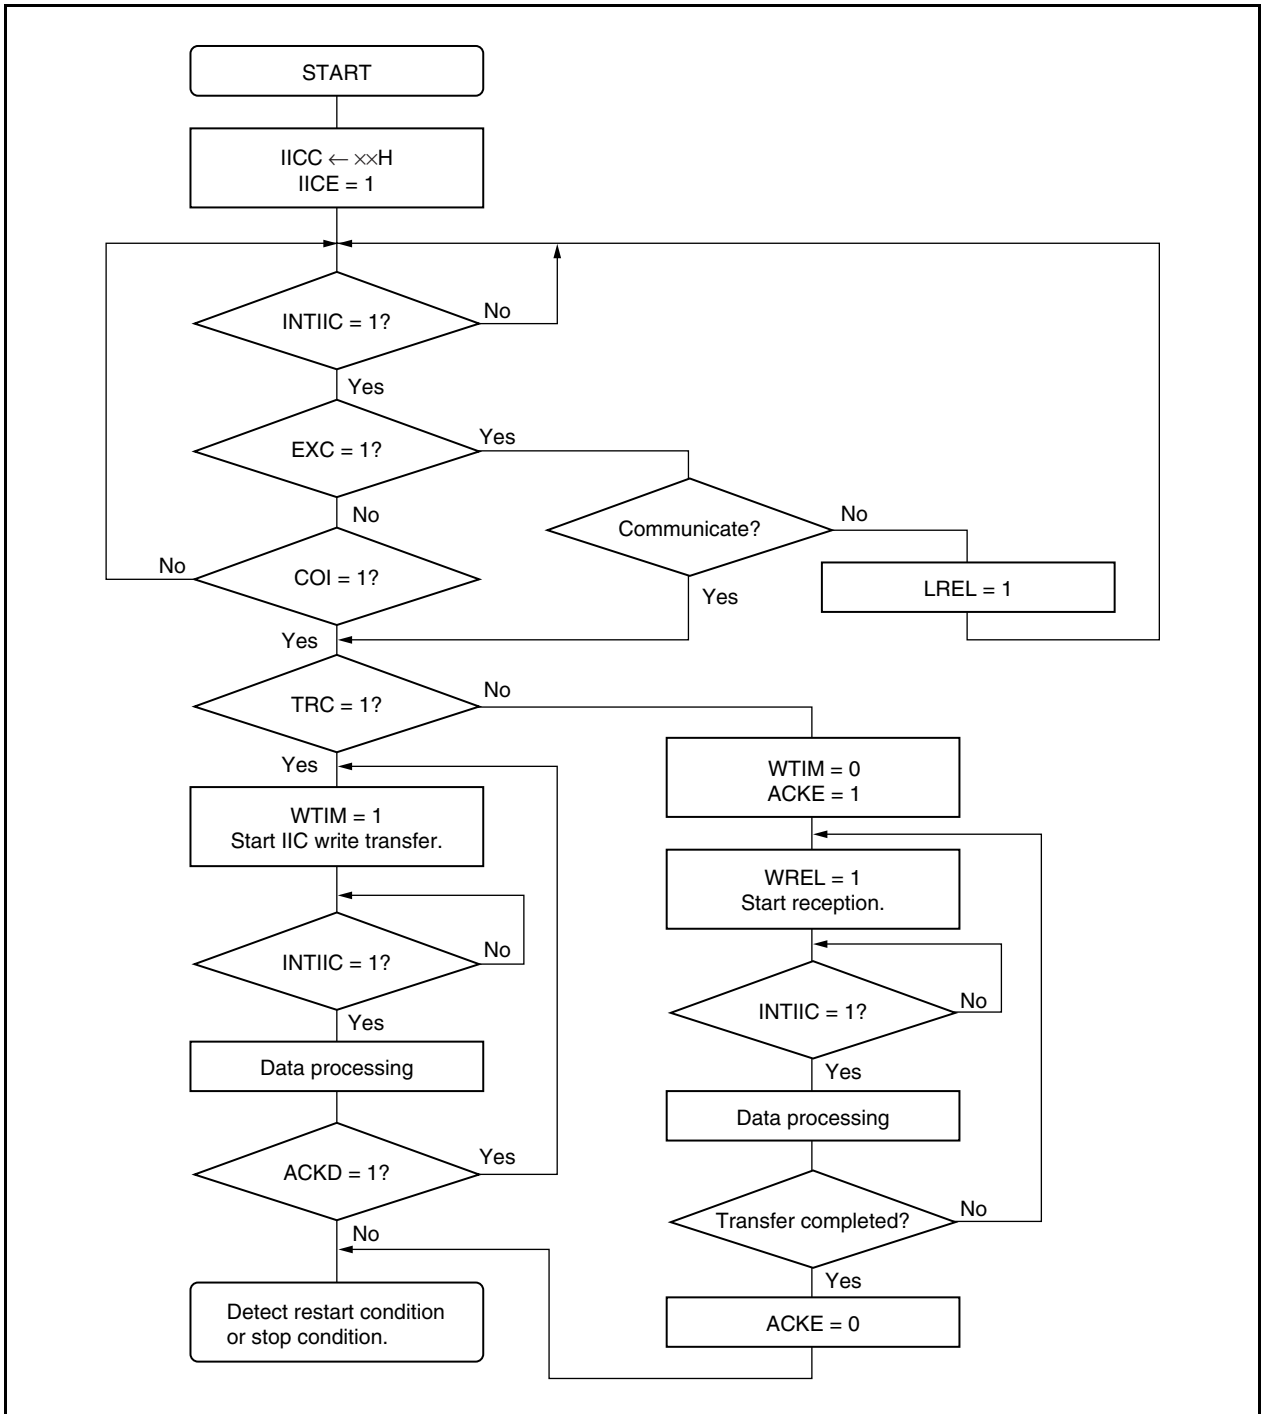 START
IICC ← ××H
IICE = 1
INTIIC = 1?
No
Yes
EXC = 1?
Yes
No
Communicate?
No
Yes
LREL = 1
COI = 1?
No
Yes
TRC = 1?
No
Yes
WTIM = 1
Start IIC write transfer.
INTIIC = 1?
No
Yes
Data processing
ACKD = 1?
Yes
No
Detect restart condition
or stop condition.
WTIM = 0
ACKE = 1
WREL = 1
Start reception.
INTIIC = 1?
No
Yes
Data processing
Transfer completed?
No
Yes
ACKE = 0